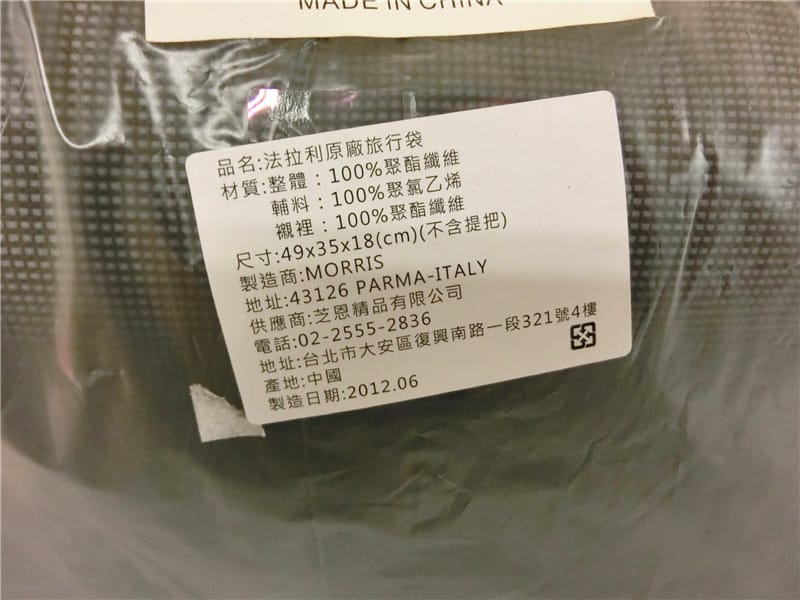 MADE IN CHINA
品名:法拉利原廠旅行袋
材質:整體：100%聚酯纖維
輔料：100%聚氯乙烯
襯裡：100%聚酯纖維
尺寸:49x35x18(cm)(不含提把)
製造商:MORRIS
地址:43126 PARMA-ITALY
供應商:芝恩精品有限公司
電話:02-2555-2836
地址:台北市大安區復興南路一段321號4樓
產地:中國
製造日期:2012.06